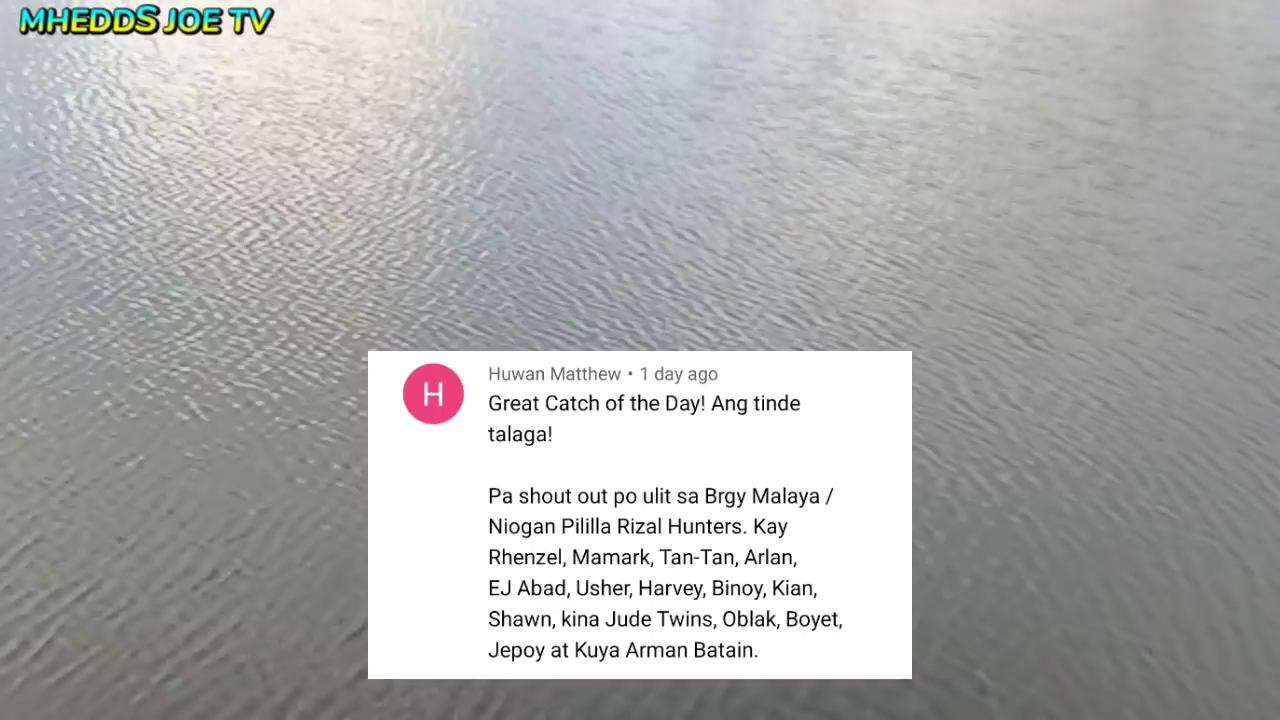 MHEDDS JOE TV
H
Huwan Matthew • 1 day ago
Great Catch of the Day! Ang tinde
talaga!
Pa shout out po ulit sa Brgy Malaya /
Niogan Pililla Rizal Hunters. Kay
Rhenzel, Mamark, Tan-Tan, Arlan,
EJ Abad, Usher, Harvey, Binoy, Kian,
Shawn, kina Jude Twins, Oblak, Boyet,
Jepoy at Kuya Arman Batain.